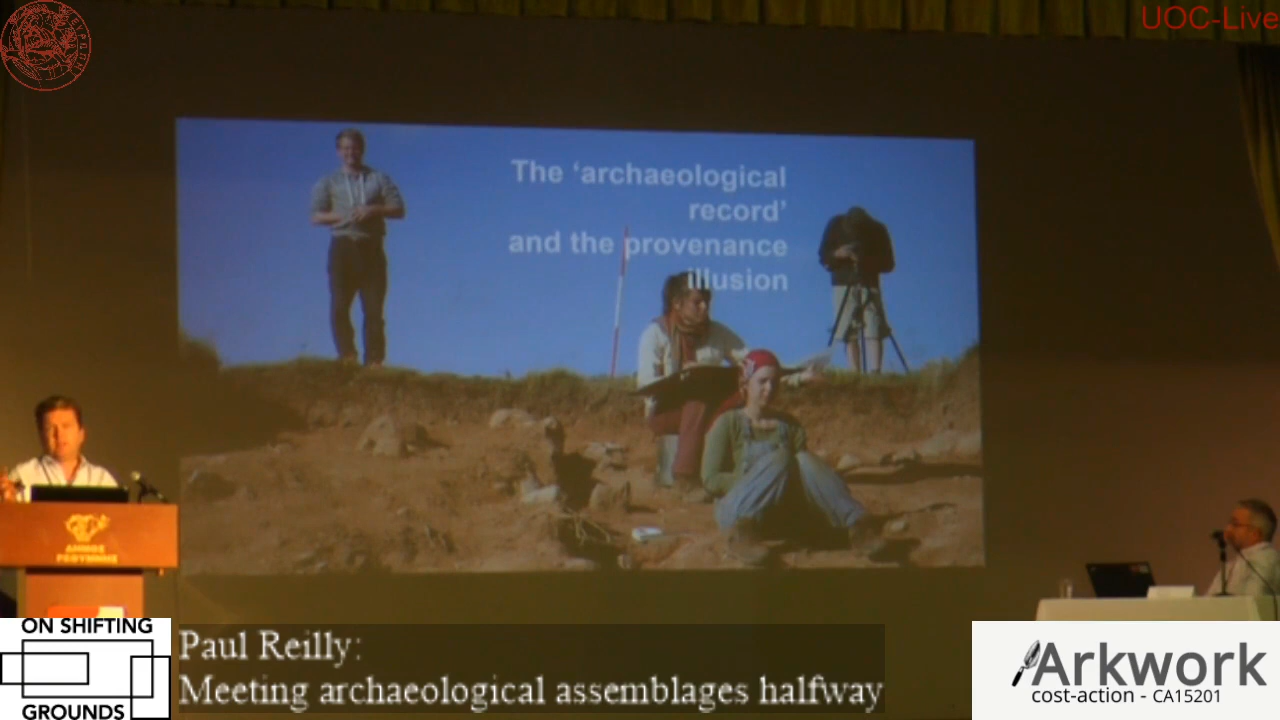 UOC-Live
The ‘archaeological
record’
and the provenance
illusion
ON SHIFTING
GROUNDS
Paul Reilly:
Meeting archaeological assemblages halfway
Arkwork
cost-action - CA15201